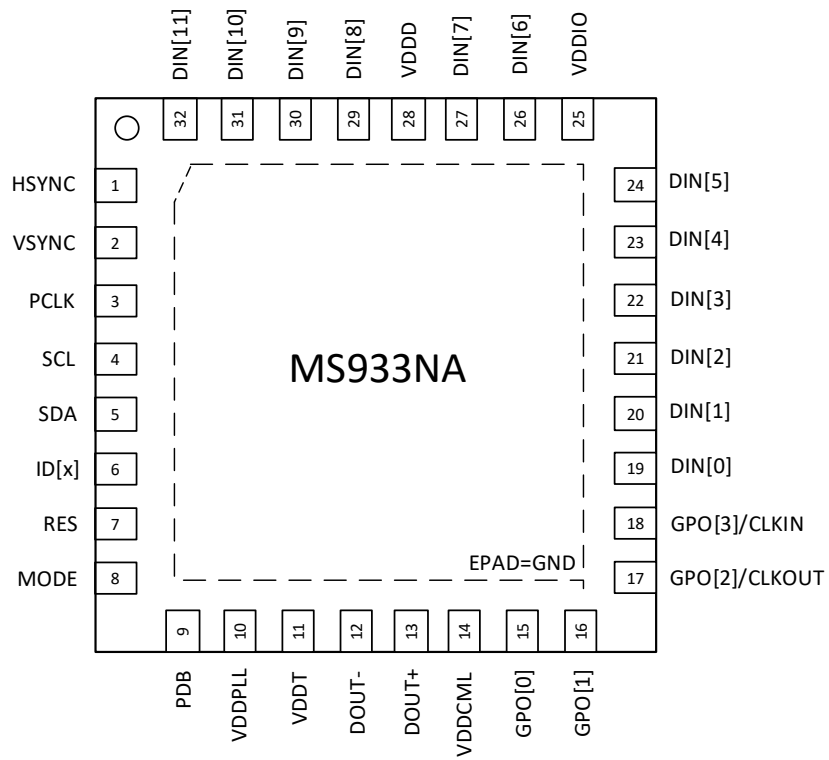 DIN[11]
DIN[10]
DIN[9]
DIN[8]
VDDD
DIN[7]
DIN[6]
VDDIO
32
31
30
29
28
27
26
25
HSYNC 1
VSYNC 2
PCLK 3
SCL 4
SDA 5
ID[x] 6
RES 7
MODE 8
MS933NA
EPAD=GND
24 DIN[5]
23 DIN[4]
22 DIN[3]
21 DIN[2]
20 DIN[1]
19 DIN[0]
18 GPO[3]/CLKIN
17 GPO[2]/CLKOUT
9
10
11
12
13
14
15
16
PDB
VDDPLL
VDDT
DOUT-
DOUT+
VDDCML
GPO[0]
GPO[1]